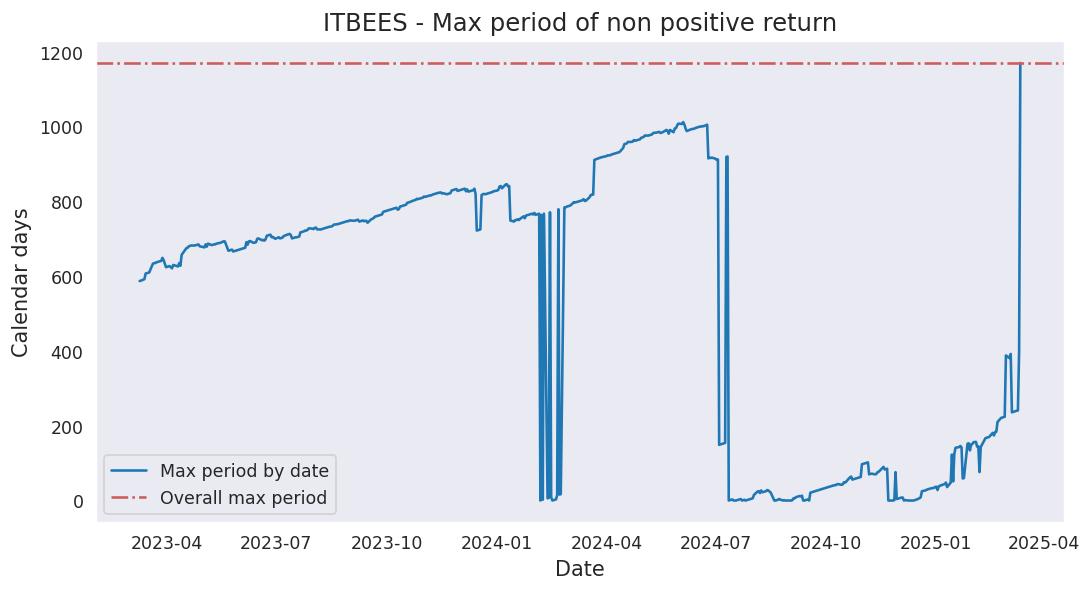 ITBEES - Max period of non positive return
Calendar days
1200
1000
800
600
400
200
0
Max period by date
Overall max period
2023-04 2023-07 2023-10 2024-01 2024-04 2024-07 2024-10 2025-01 2025-04
Date